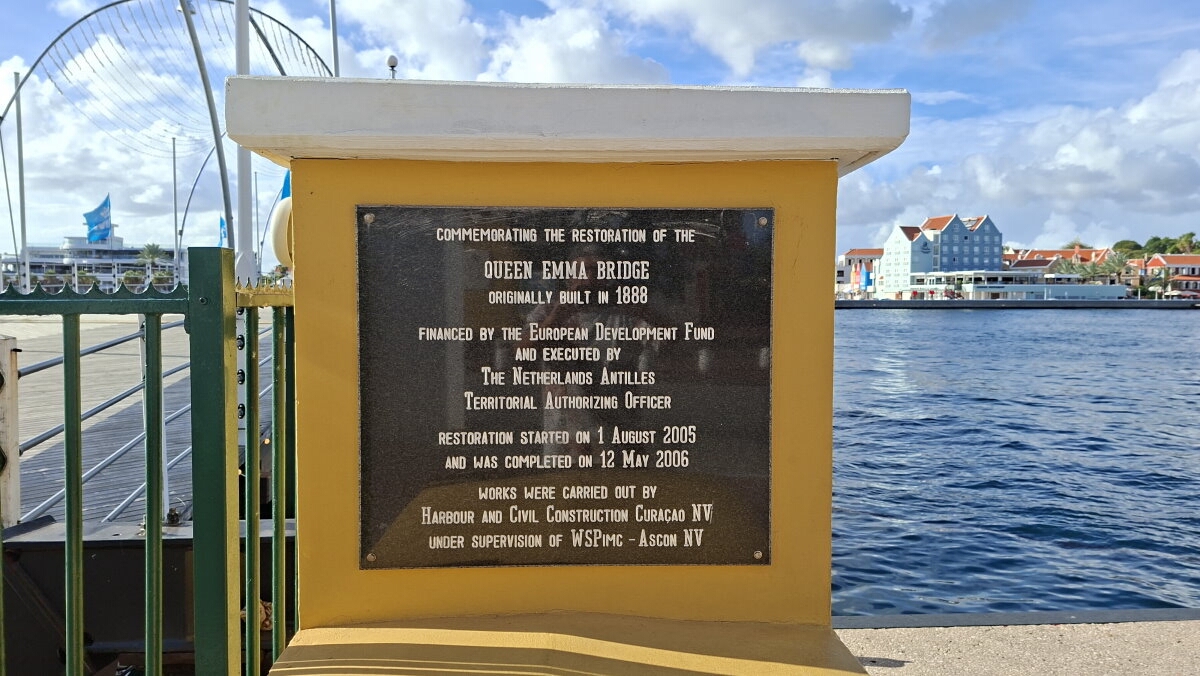 COMMEMORATING THE RESTORATION OF THE
QUEEN EMMA BRIDGE
ORIGINALLY BUILT IN 1888
FINANCED BY THE EUROPEAN DEVELOPMENT FUND
AND EXECUTED BY
THE NETHERLANDS ANTILLES
TERRITORIAL AUTHORIZING OFFICER
RESTORATION STARTED ON 1 AUGUST 2005
AND WAS COMPLETED ON 12 MAY 2006
WORKS WERE CARRIED OUT BY
HARBOUR AND CIVIL CONSTRUCTION CURAÇAO NV
UNDER SUPERVISION OF WSPIMC - ASCON NV